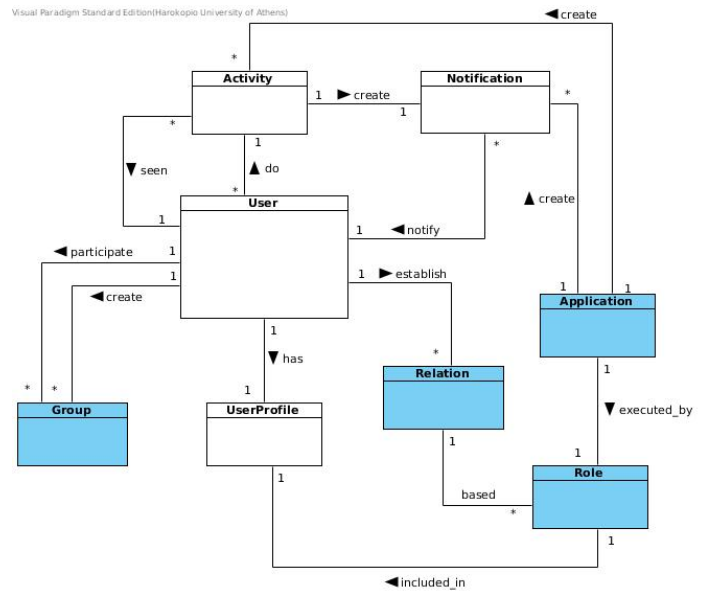 Visual Paradigm Standard Edition(Harokopio University of Athens)
◄ create
*
Activity
Notification
1 ► create
1
*
*
▼ seen
1
▲ do
*
*
▲ create
User
1
1 ◄ notify
◄ participate 1
1 ► establish
1
◄ create
1 1
Application
*
1
▼ has
1
* *
1
Relation
▼ executed_by
Group
UserProfile
1
1
Role
1
based
*
1
◄ included_in